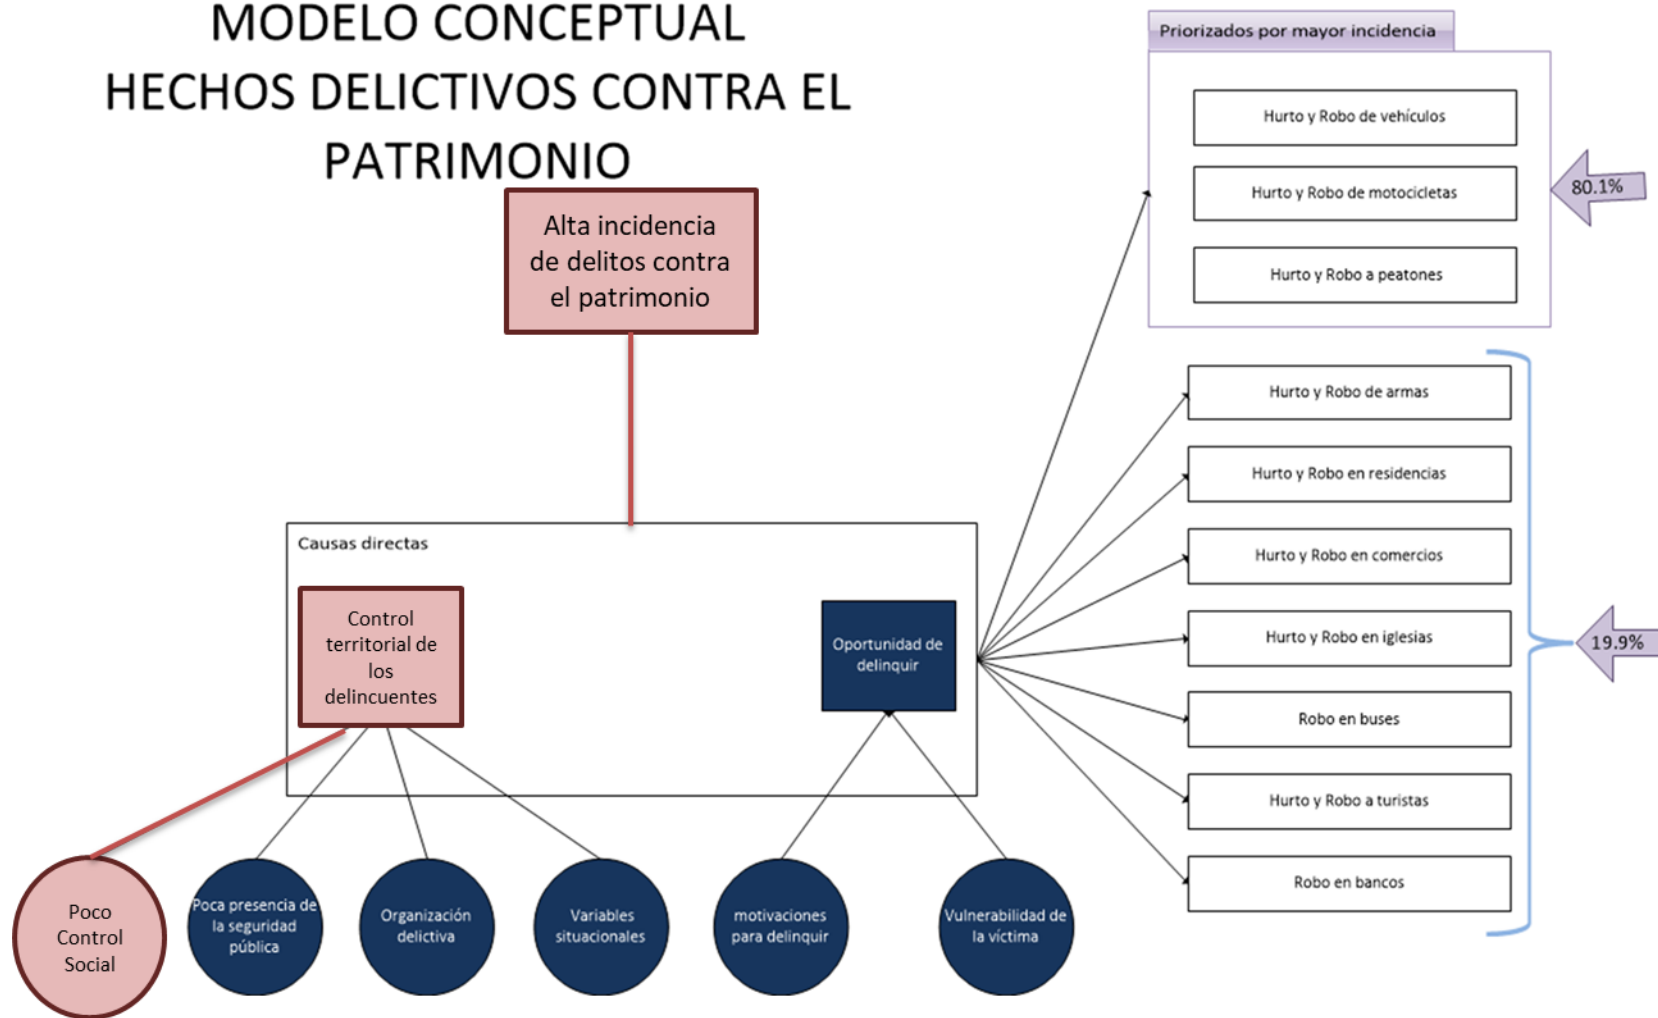 MODELO CONCEPTUAL
HECHOS DELICTIVOS CONTRA EL
PATRIMONIO
Alta incidencia
de delitos contra
el patrimonio
Causas directas
Control
territorial de
los
delincuentes
Oportunidad de
delinquir
Poco
Control
Social
Poca presencia de
la seguridad
pública
Organización
delictiva
Variables
situacionales
motivaciones
para delinquir
Vulnerabilidad de
la víctima
Priorizados por mayor incidencia
Hurto y Robo de vehículos
Hurto y Robo de motocicletas
Hurto y Robo a peatones
80.1%
Hurto y Robo de armas
Hurto y Robo en residencias
Hurto y Robo en comercios
Hurto y Robo en iglesias
Robo en buses
Hurto y Robo a turistas
Robo en bancos
19.9%